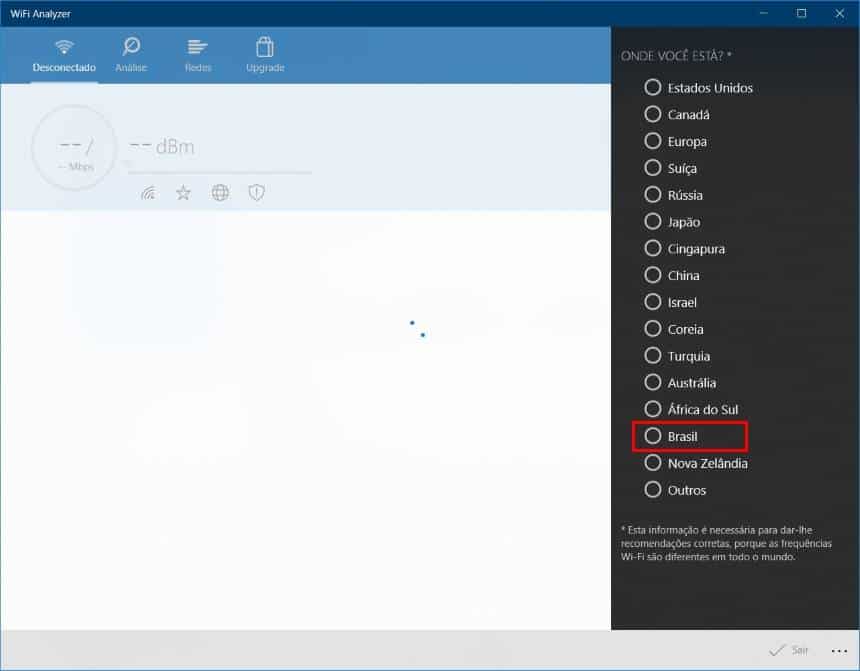 WiFi Analyzer
Desconectado Análise Redes Upgrade
--/
-- Mbps
-- dBm
ONDE VOCÊ ESTÁ? *
Estados Unidos
Canadá
Europa
Suíça
Rússia
Japão
Cingapura
China
Israel
Coreia
Turquia
Austrália
África do Sul
Brasil
Nova Zelândia
Outros
* Esta informação é necessária para dar-lhe
recomendações corretas, porque as frequências
Wi-Fi são diferentes em todo o mundo.
Sair